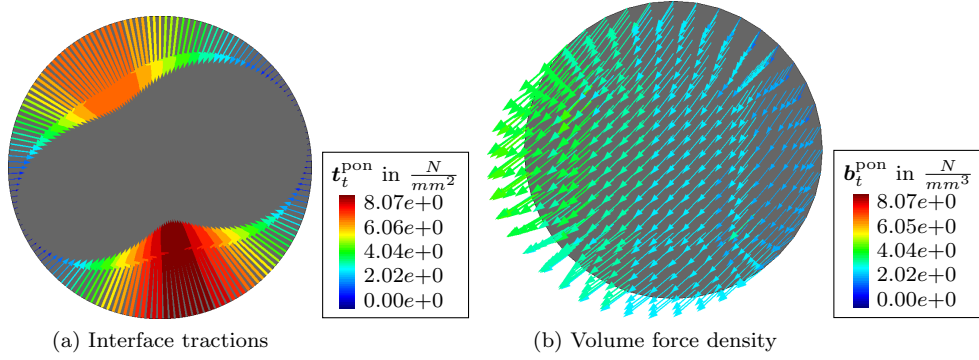 t_t^pon in N/mm^2
8.07e+0
6.06e+0
4.04e+0
2.02e+0
0.00e+0
b_t^pon in N/mm^3
8.07e+0
6.05e+0
4.04e+0
2.02e+0
0.00e+0
(a) Interface tractions
(b) Volume force density